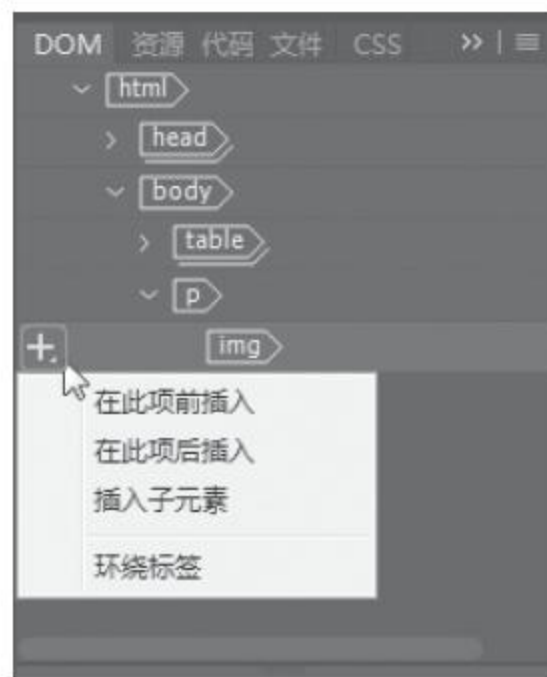 DOM 资源 代码 文件 CSS
html
head
body
table
p
img
在此项前插入
在此项后插入
插入子元素
环绕标签